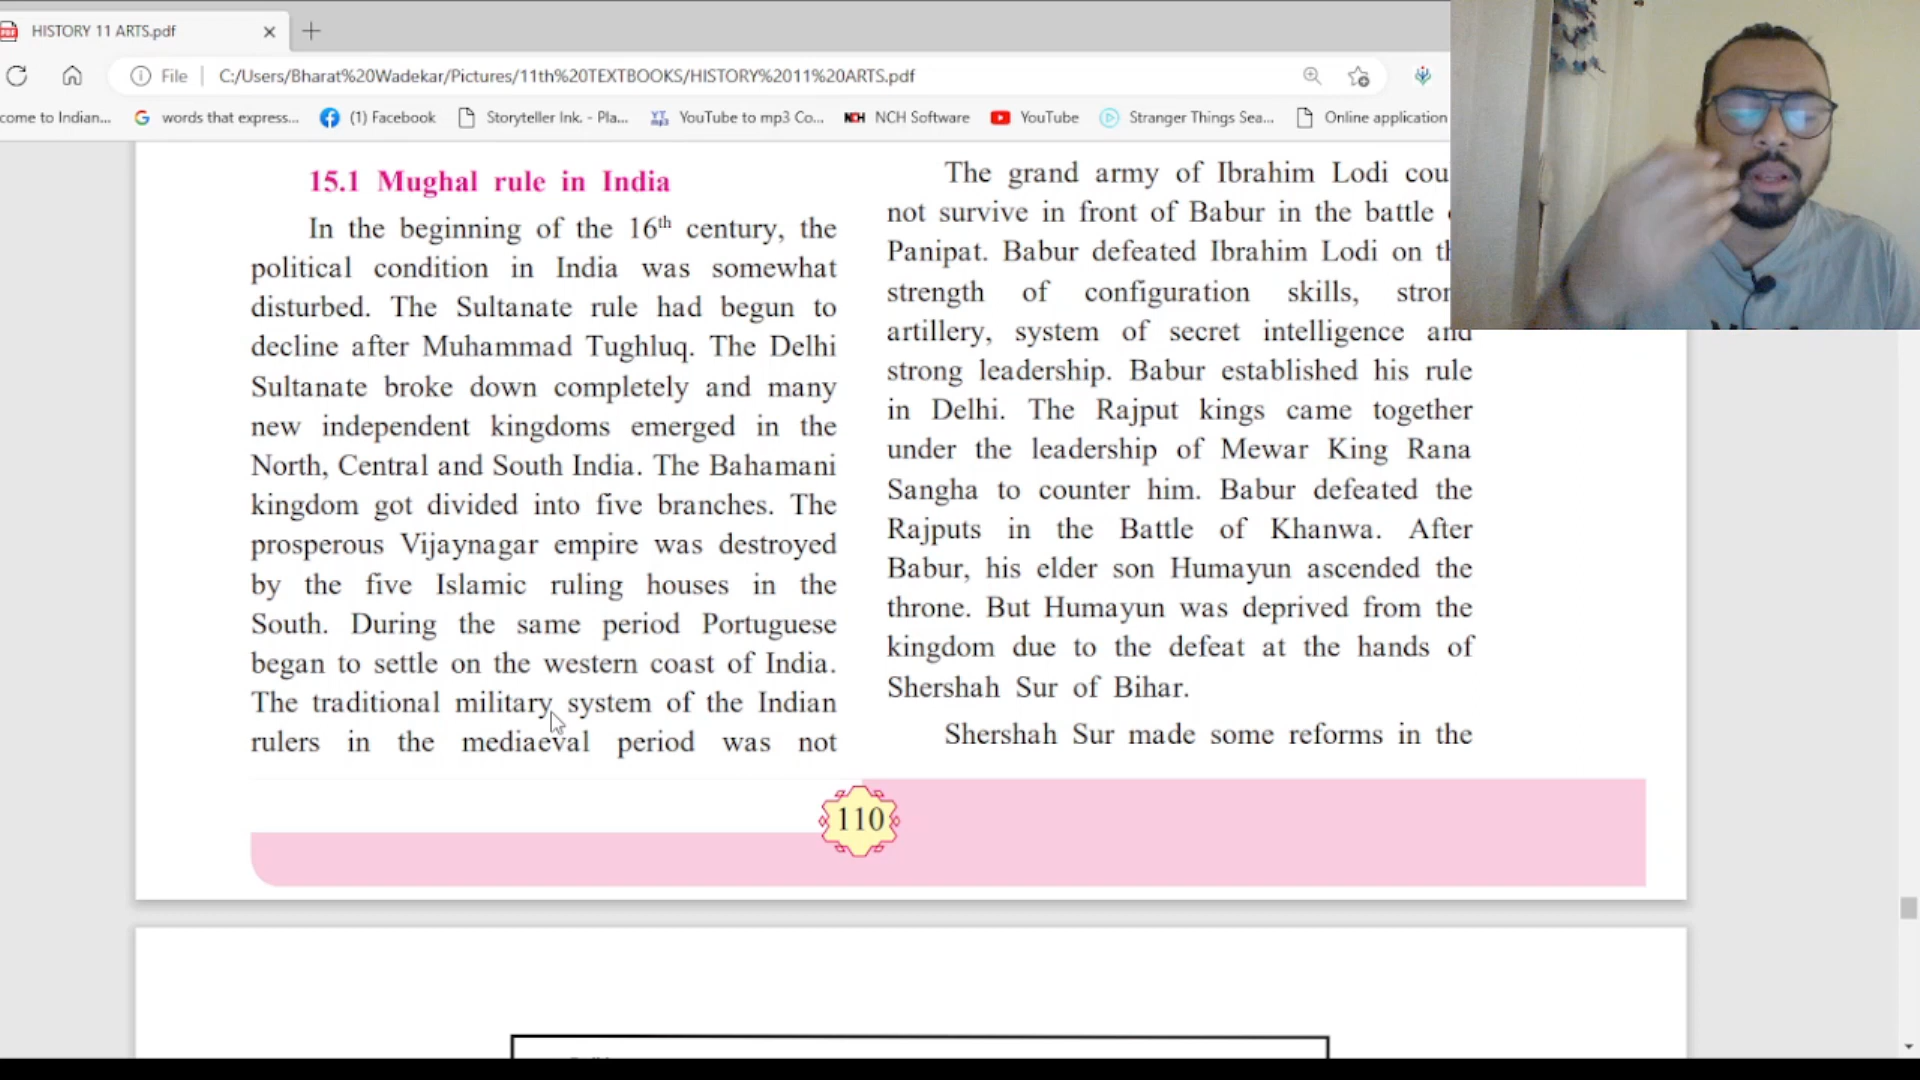 HISTORY 11 ARTS.pdf
File
C:/Users/Bharat%20Wadekar/Pictures/11th%20TEXTBOOKS/HISTORY%2011%20ARTS.pdf
come to Indian... words that express... (1) Facebook Storyteller Ink. - Pla... YouTube to mp3 Co... NCH NCH Software YouTube Stranger Things Sea... Online application
15.1 Mughal rule in India
In the beginning of the 16th century, the
political condition in India was somewhat
disturbed. The Sultanate rule had begun to
decline after Muhammad Tughluq. The Delhi
Sultanate broke down completely and many
new independent kingdoms emerged in the
North, Central and South India. The Bahamani
kingdom got divided into five branches. The
prosperous Vijaynagar empire was destroyed
by the five Islamic ruling houses in the
South. During the same period Portuguese
began to settle on the western coast of India.
The traditional military system of the Indian
rulers in the mediaeval period was not
The grand army of Ibrahim Lodi cou
not survive in front of Babur in the battle
Panipat. Babur defeated Ibrahim Lodi on th
strength of configuration skills, stron
artillery, system of secret intelligence and
strong leadership. Babur established his rule
in Delhi. The Rajput kings came together
under the leadership of Mewar King Rana
Sangha to counter him. Babur defeated the
Rajputs in the Battle of Khanwa. After
Babur, his elder son Humayun ascended the
throne. But Humayun was deprived from the
kingdom due to the defeat at the hands of
Shershah Sur of Bihar.
Shershah Sur made some reforms in the
110